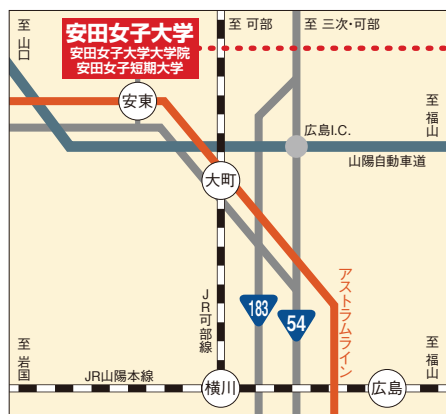 至 山口
安田女子大学
安田女子大学大学院
安田女子短期大学
至 可部
至 三次・可部
至 福山
安東
広島I.C.
山陽自動車道
大町
アストラムライン
JR可部線
183
54
至 岩国
JR山陽本線
横川
広島
至 福山